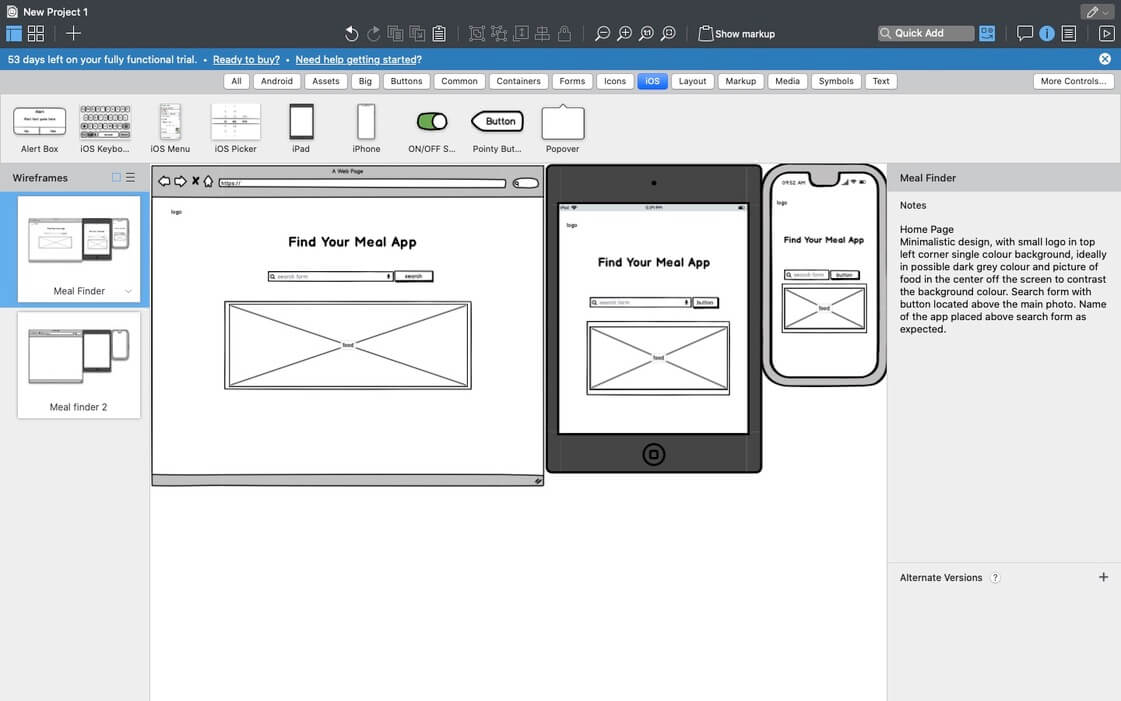 New Project 1
Show markup
Quick Add
53 days left on your fully functional trial. • Ready to buy? • Need help getting started?
All Android Assets Big Buttons Common Containers Forms Icons iOS Layout Markup Media Symbols Text More Controls...
Alert Box iOS Keybo... iOS Menu iOS Picker iPad iPhone ON/OFF S... Pointy But... Popover
Button
Wireframes
Meal Finder
Meal finder 2
A Web Page
https://
logo
Find Your Meal App
search form search
food
iPad
logo
Find Your Meal App
search form button
food
09:52 AM
logo
Find Your Meal App
search form button
food
Meal Finder
Notes
Home Page
Minimalistic design, with small logo in top
left corner single colour background, ideally
in possible dark grey colour and picture of
food in the center off the screen to contrast
the background colour. Search form with
button located above the main photo. Name
of the app placed above search form as
expected.
Alternate Versions ?